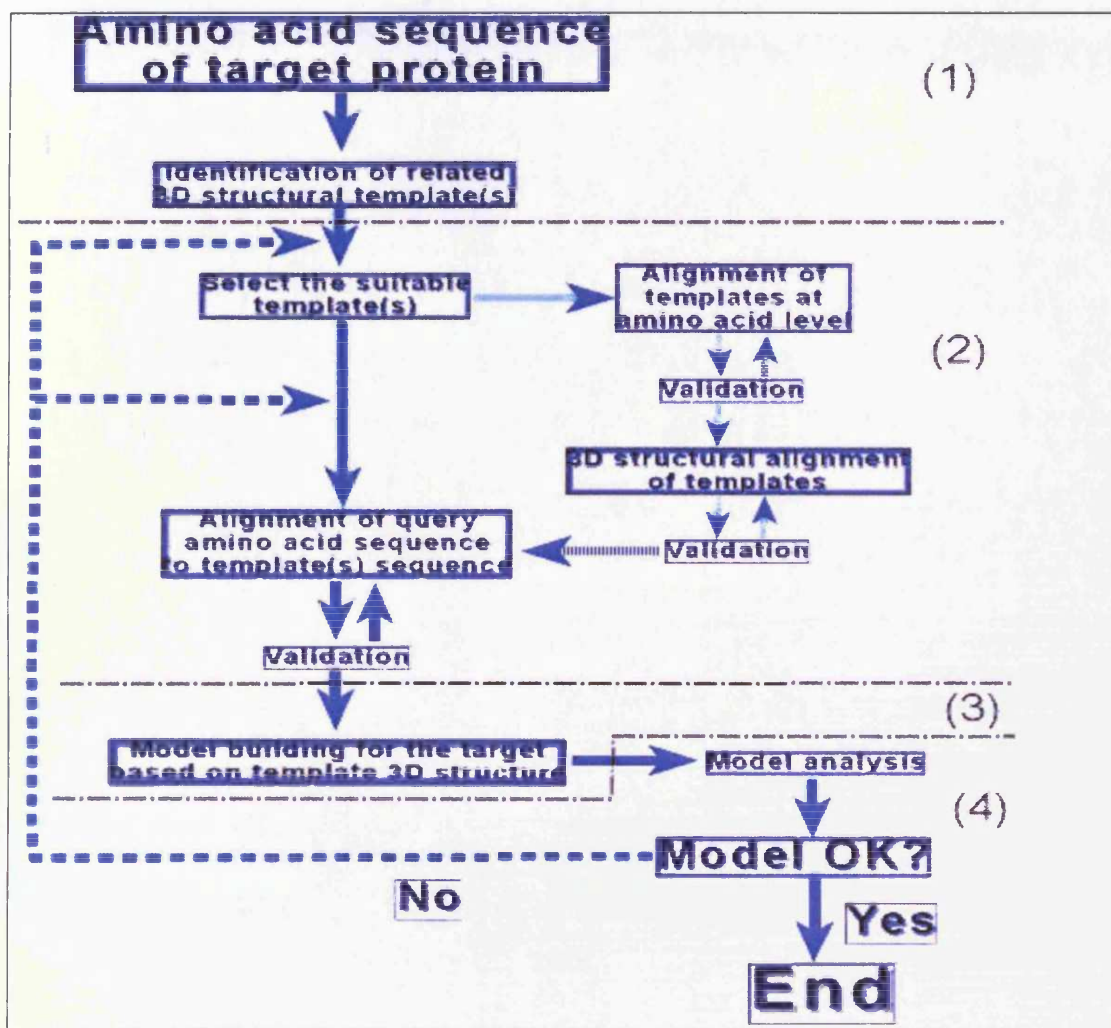 Amino acid sequence
of target protein
(1)
Identification of related
3D structural template(s)
Select the suitable
template(s)
Alignment of
templates at
amino acid level
(2)
Validation
3D structural alignment
of templates
Alignment of query
amino acid sequence
to template(s) sequence
Validation
Validation
(3)
Model building for the target
based on template 3D structure
Model analysis
(4)
Model OK?
No
Yes
End